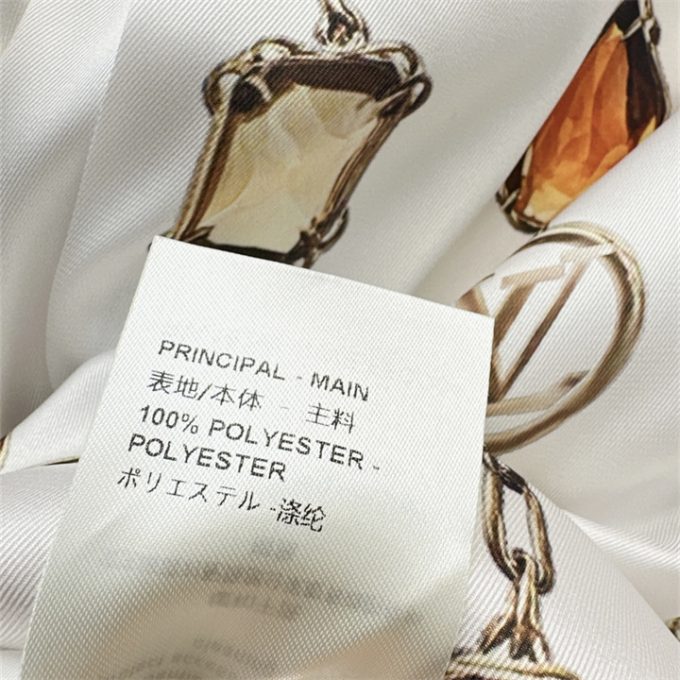 PRINCIPAL - MAIN
表地/本体 - 主料
100% POLYESTER -
POLYESTER
ポリエステル -涤纶